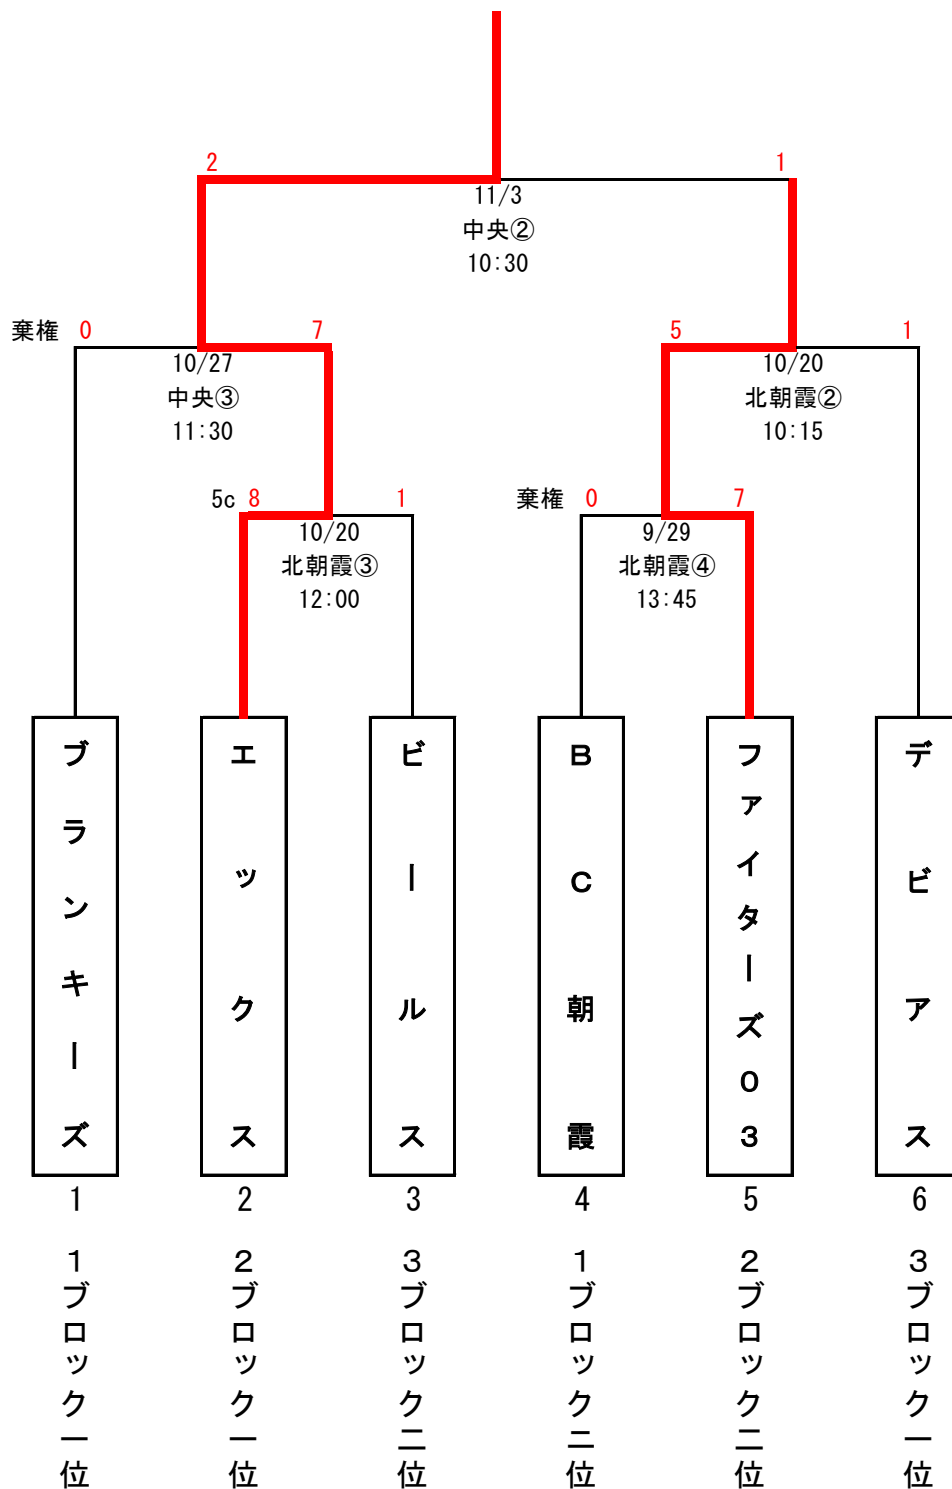 2
1
11/3
中央②
10:30
棄権 0
7
5
1
10/27
中央③
11:30
10/20
北朝霞②
10:15
5c 8
1
棄権 0
7
10/20
北朝霞③
12:00
9/29
北朝霞④
13:45
ブランキーズ
エックス
ビールス
ＢＣ朝霞
ファイターズ０３
デビアス
1
2
3
4
5
6
１ブロック一位
２ブロック一位
３ブロック二位
１ブロック二位
２ブロック二位
３ブロック一位